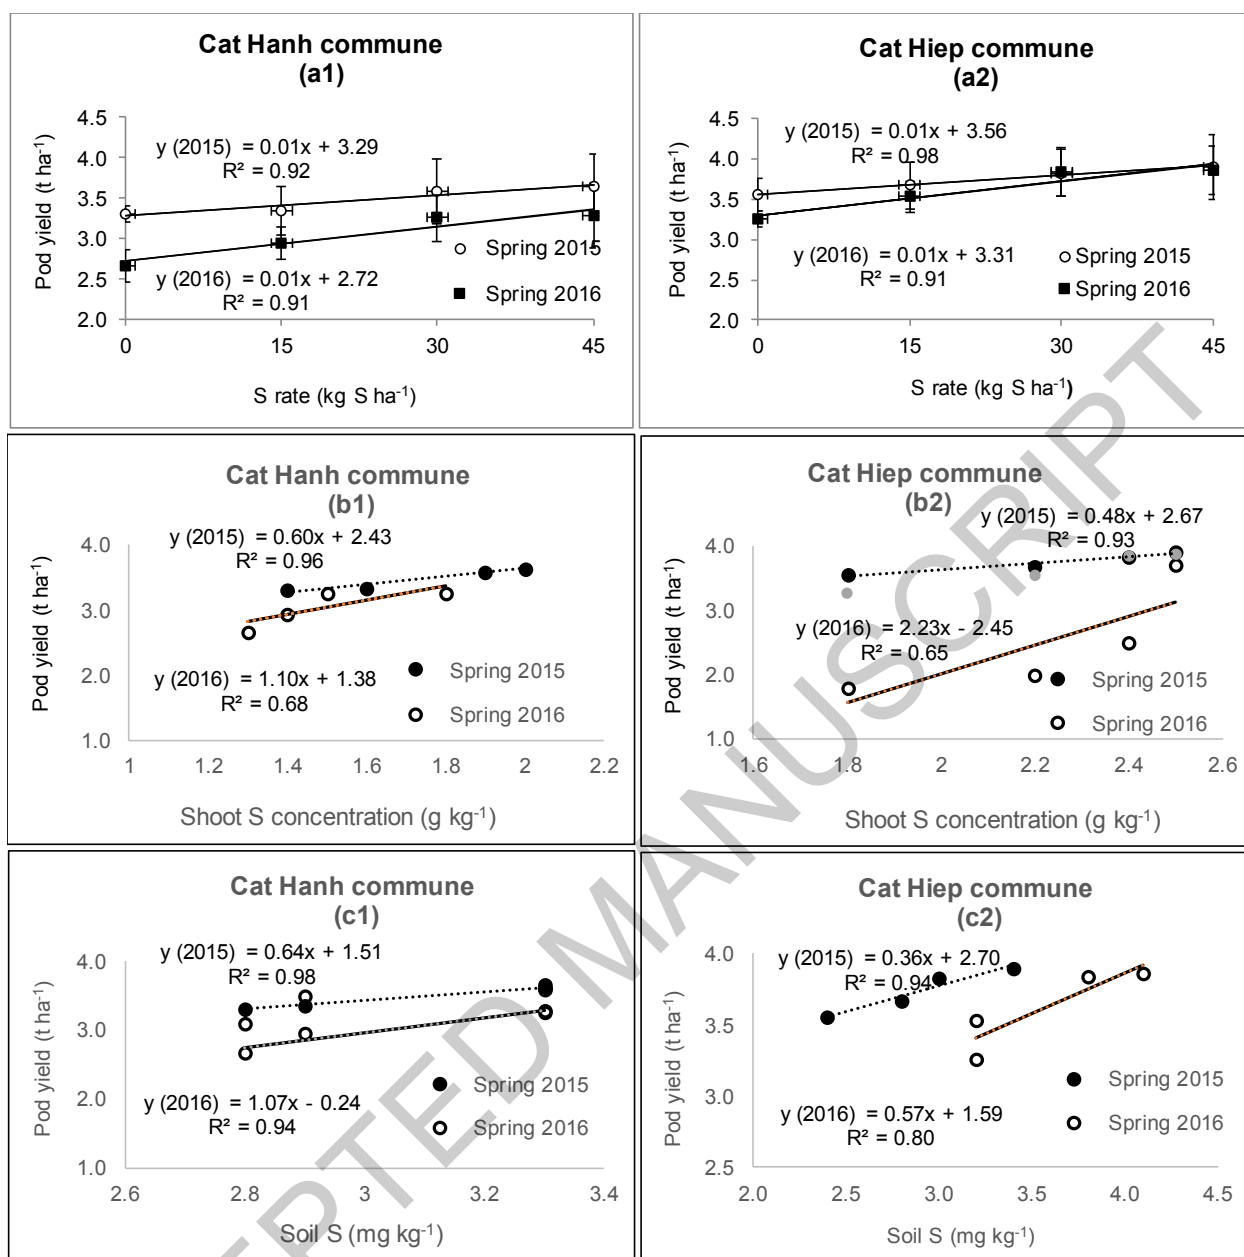 Cat Hanh commune
(a1)
Pod yield (t ha⁻¹)
4.5
4.0
3.5
3.0
2.5
2.0
y (2015) = 0.01x + 3.29
R² = 0.92
Spring 2015
y (2016) = 0.01x + 2.72
R² = 0.91
Spring 2016
0 15 30 45
S rate (kg S ha⁻¹)
Cat Hiep commune
(a2)
Pod yield (t ha⁻¹)
4.5
4.0
3.5
3.0
2.5
2.0
y (2015) = 0.01x + 3.56
R² = 0.98
y (2016) = 0.01x + 3.31
R² = 0.91
Spring 2015
Spring 2016
0 15 30 45
S rate (kg S ha⁻¹)
Cat Hanh commune
(b1)
Pod yield (t ha⁻¹)
4.0
3.0
2.0
1.0
y (2015) = 0.60x + 2.43
R² = 0.96
y (2016) = 1.10x + 1.38
R² = 0.68
Spring 2015
Spring 2016
1 1.2 1.4 1.6 1.8 2 2.2
Shoot S concentration (g kg⁻¹)
Cat Hiep commune
(b2)
Pod yield (t ha⁻¹)
4.0
3.0
2.0
1.0
y (2015) = 0.48x + 2.67
R² = 0.93
y (2016) = 2.23x - 2.45
R² = 0.65
Spring 2015
Spring 2016
1.6 1.8 2 2.2 2.4 2.6
Shoot S concentration (g kg⁻¹)
Cat Hanh commune
(c1)
Pod yield (t ha⁻¹)
4.0
3.0
2.0
1.0
y (2015) = 0.64x + 1.51
R² = 0.98
y (2016) = 1.07x - 0.24
R² = 0.94
Spring 2015
Spring 2016
2.6 2.8 3 3.2 3.4
Soil S (mg kg⁻¹)
Cat Hiep commune
(c2)
Pod yield (t ha⁻¹)
4.0
3.5
3.0
2.5
y (2015) = 0.36x + 2.70
R² = 0.94
y (2016) = 0.57x + 1.59
R² = 0.80
Spring 2015
Spring 2016
2.0 2.5 3.0 3.5 4.0 4.5
Soil S (mg kg⁻¹)
EPTED MANUSCRIPT